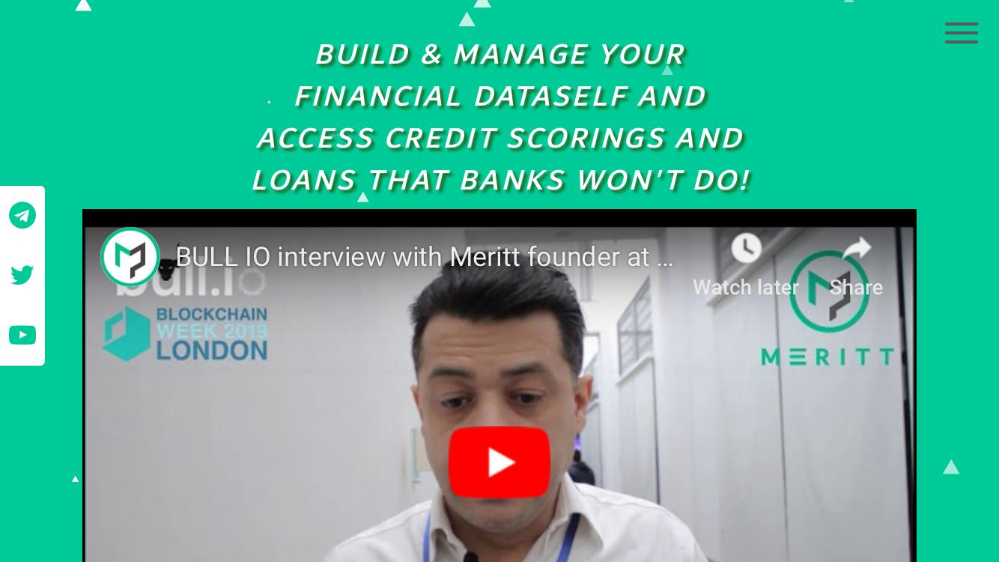 BUILD & MANAGE YOUR
FINANCIAL DATASELF AND
ACCESS CREDIT SCORINGS AND
LOANS THAT BANKS WON'T DO!
BULL IO interview with Meritt founder at ...
Watch later
Share
bull.io
BLOCKCHAIN
WEEK 2019
LONDON
MERITT